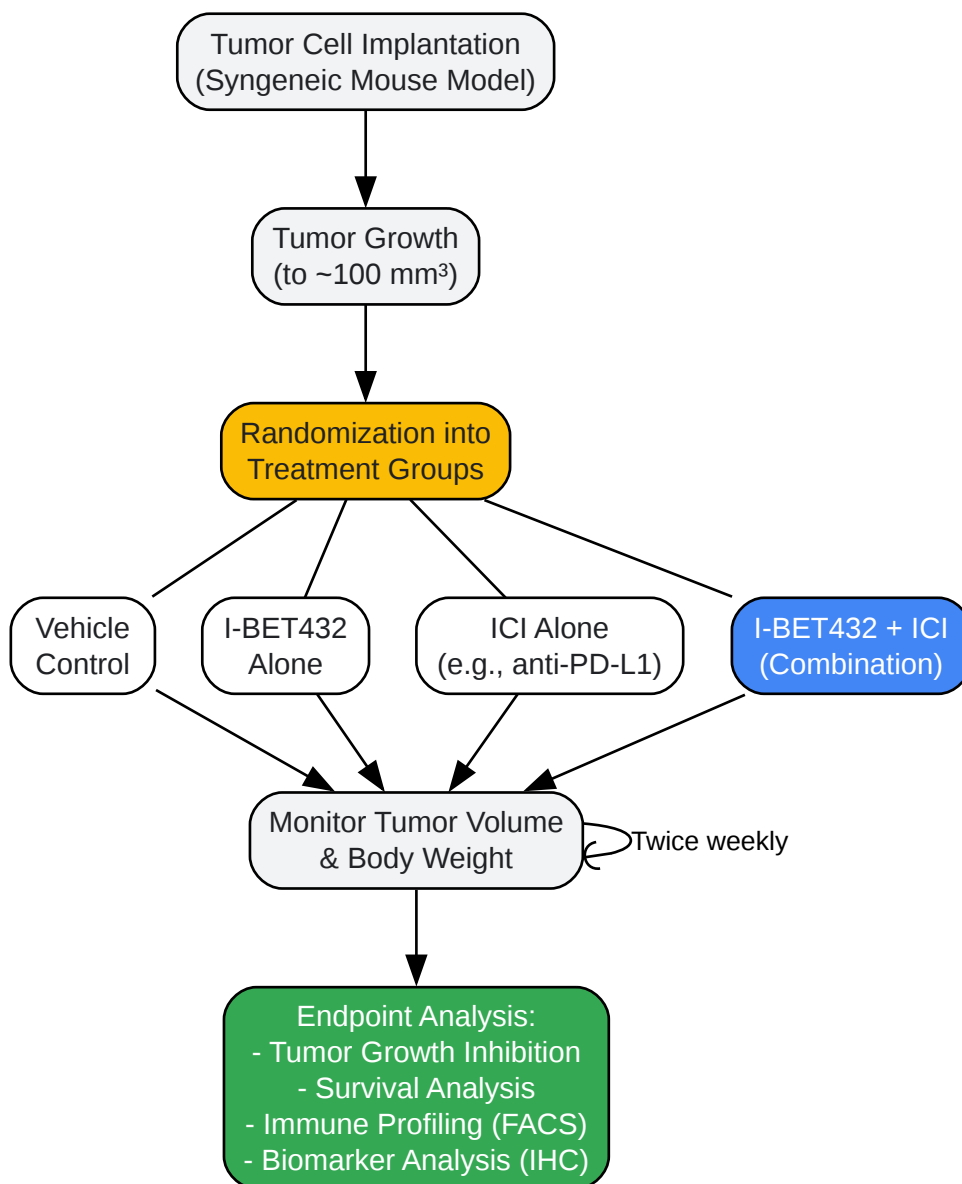 Tumor Cell Implantation
(Syngeneic Mouse Model)
Tumor Growth
(to ~100 mm³)
Randomization into
Treatment Groups
Vehicle
Control
I-BET432
Alone
ICI Alone
(e.g., anti-PD-L1)
I-BET432 + ICI
(Combination)
Monitor Tumor Volume
& Body Weight
Twice weekly
Endpoint Analysis:
- Tumor Growth Inhibition
- Survival Analysis
- Immune Profiling (FACS)
- Biomarker Analysis (IHC)